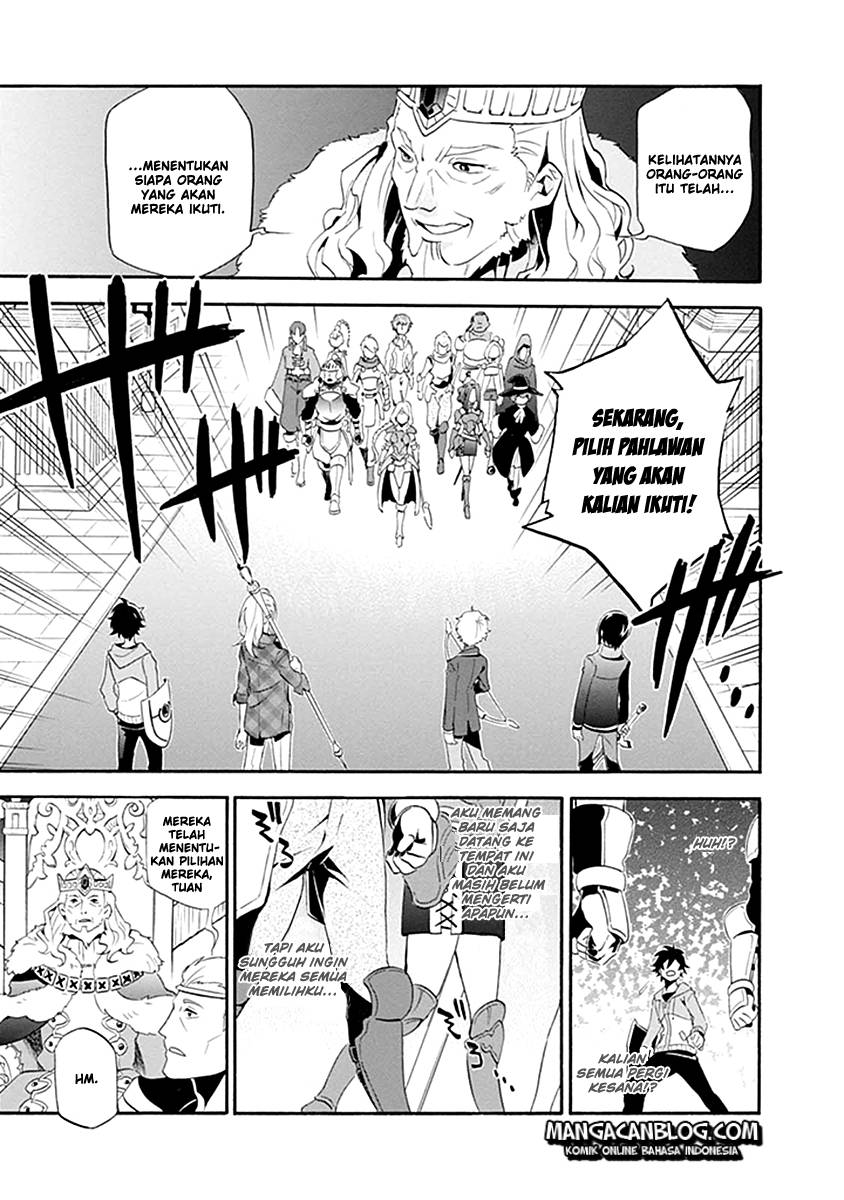 KELIHATANNYA
ORANG-ORANG
ITU TELAH...
...MENENTUKAN
SIAPA ORANG
YANG AKAN
MEREKA IKUTI.
SEKARANG,
PILIH PAHLAWAN
YANG AKAN
KALIAN IKUTI!
HUH!?
KALIAN
SEMUA PERGI
KESANA!?
AKU MEMANG
BARU SAJA
DATANG KE
TEMPAT INI
DAN AKU
MASIH BELUM
MENGERTI
APAPUN...
TAPI AKU
SUNGGUH INGIN
MEREKA SEMUA
MEMILIHKU...
MEREKA
TELAH
MENENTU-
KAN PILIHAN
MEREKA,
TUAN
HM.
MANGACANBLOG.COM
KOMIK ONLINE BAHASA INDONESIA